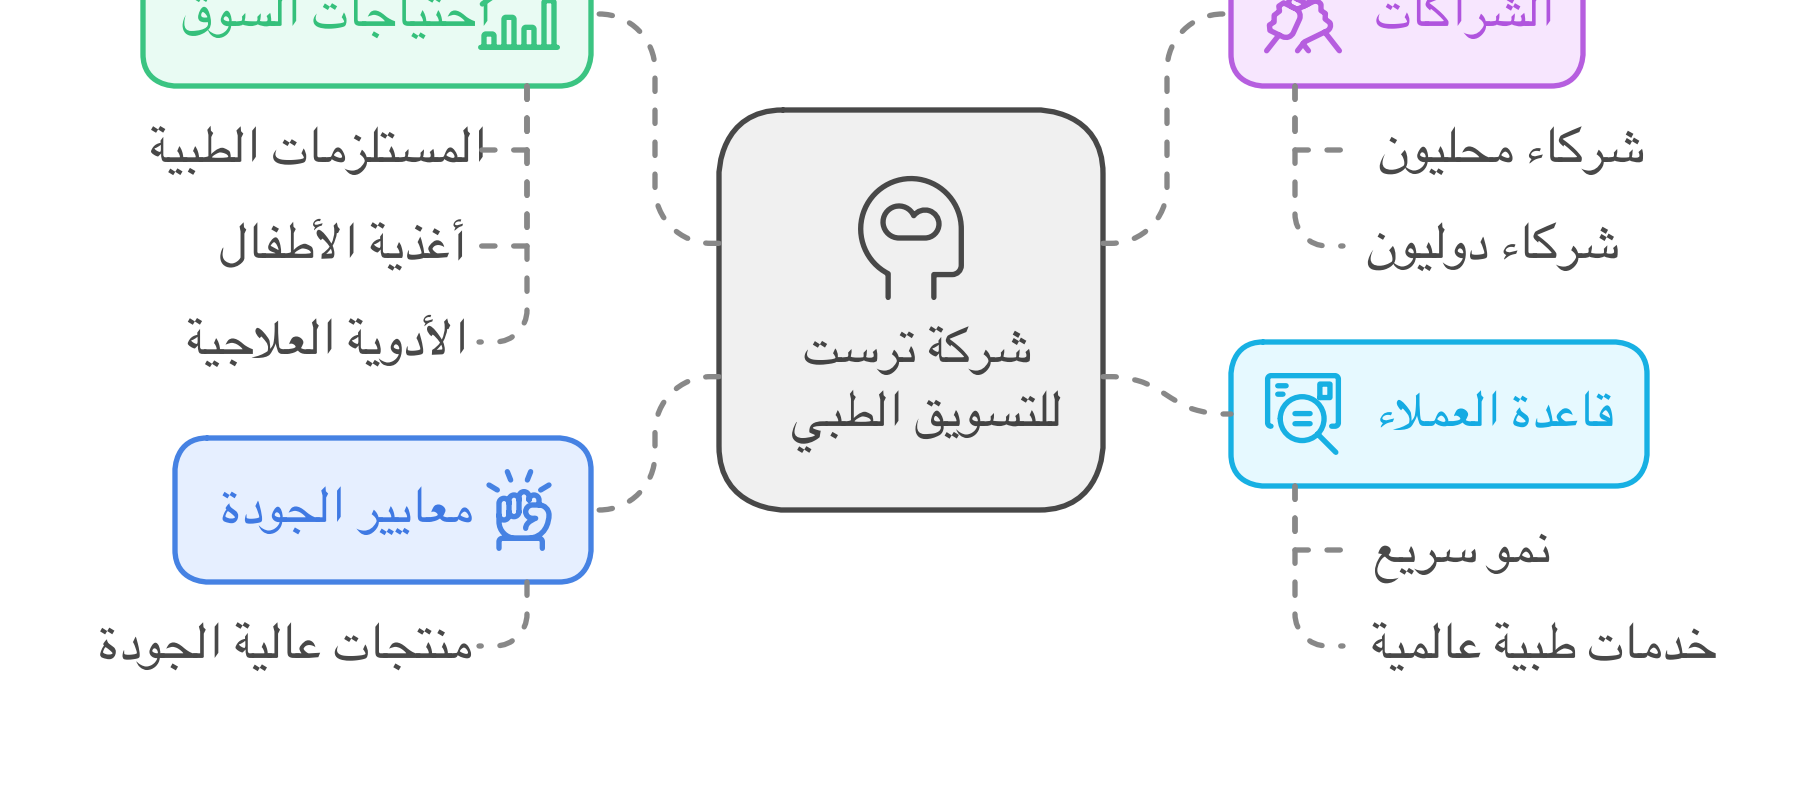 الشراكات
شركاء محليون
شركاء دوليون
قاعدة العملاء
نمو سريع
خدمات طبية عالمية
شركة ترست
للتسويق الطبي
احتياجات السوق
المستلزمات الطبية
أغذية الأطفال
الأدوية العلاجية
معايير الجودة
منتجات عالية الجودة